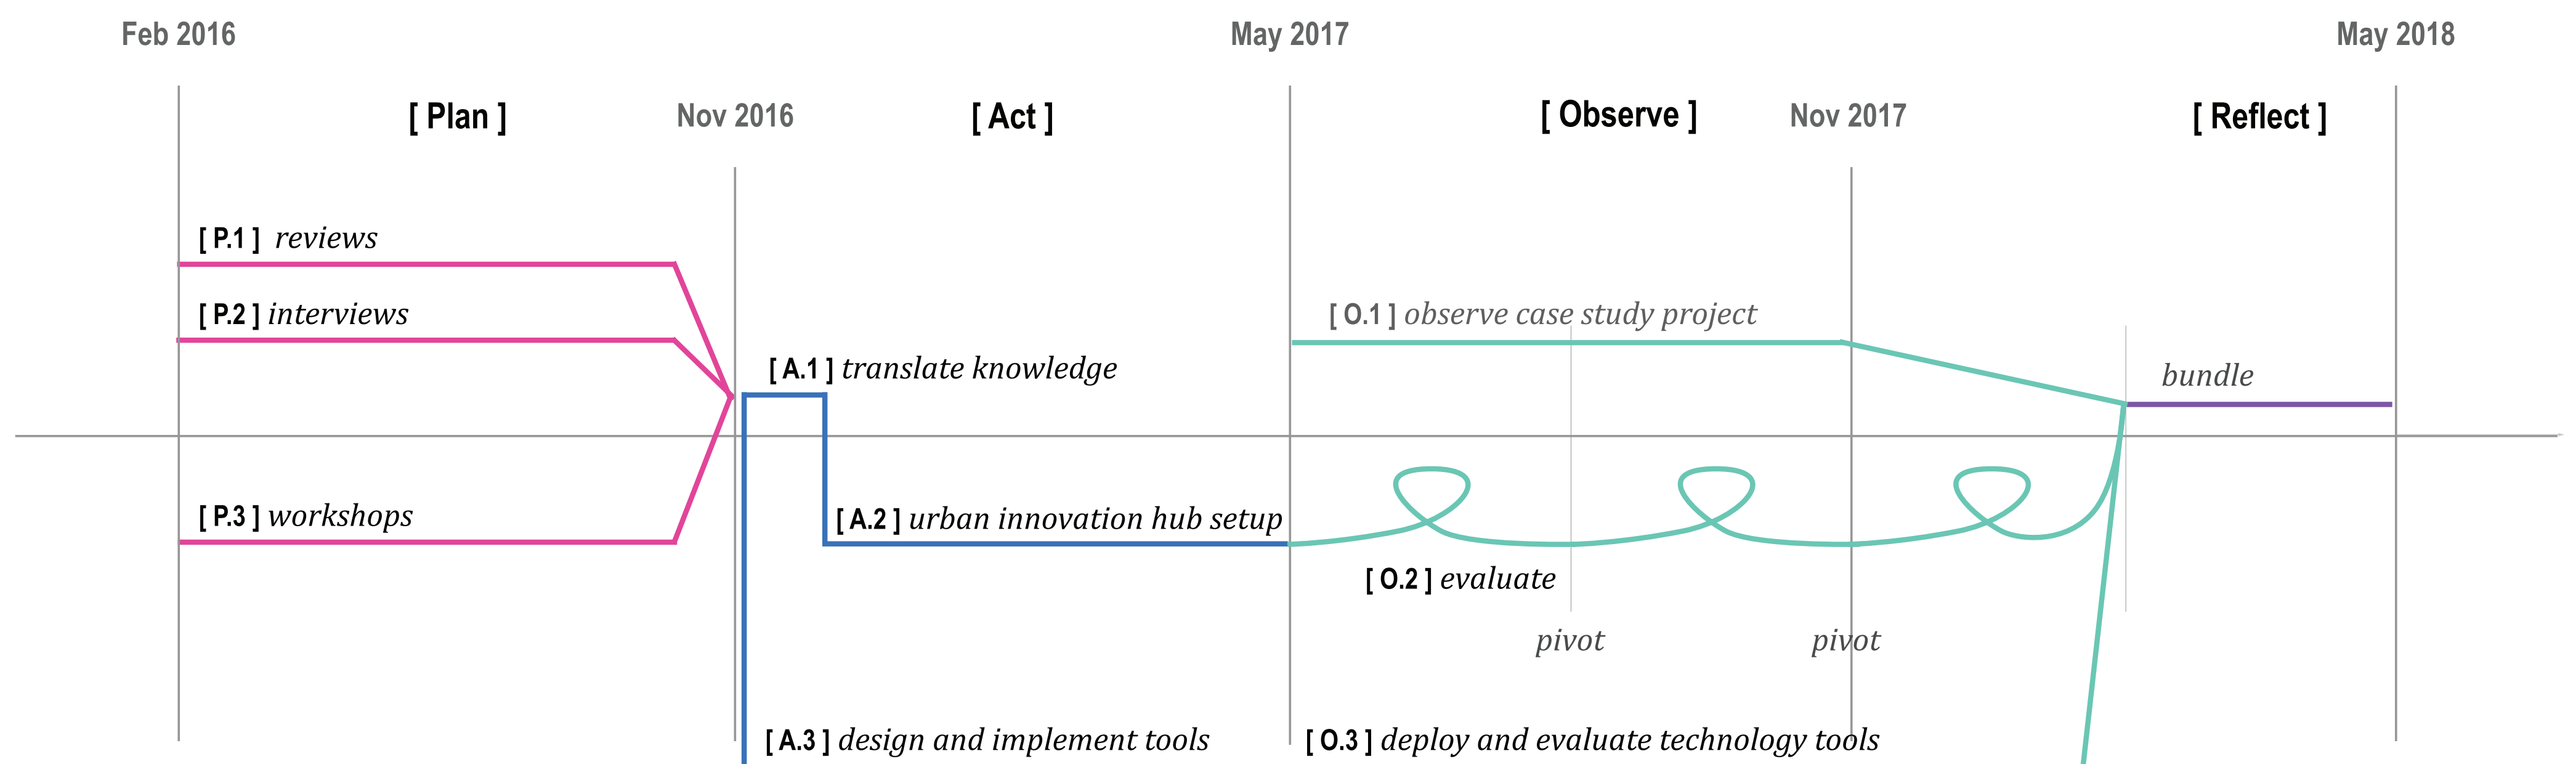 Feb 2016
May 2017
May 2018
[ Plan ]
Nov 2016
[ Act ]
[ Observe ]
Nov 2017
[ Reflect ]
[ P.1 ] reviews
[ P.2 ] interviews
[ O.1 ] observe case study project
[ A.1 ] translate knowledge
bundle
[ P.3 ] workshops
[ A.2 ] urban innovation hub setup
[ O.2 ] evaluate
pivot
pivot
[ A.3 ] design and implement tools
[ O.3 ] deploy and evaluate technology tools